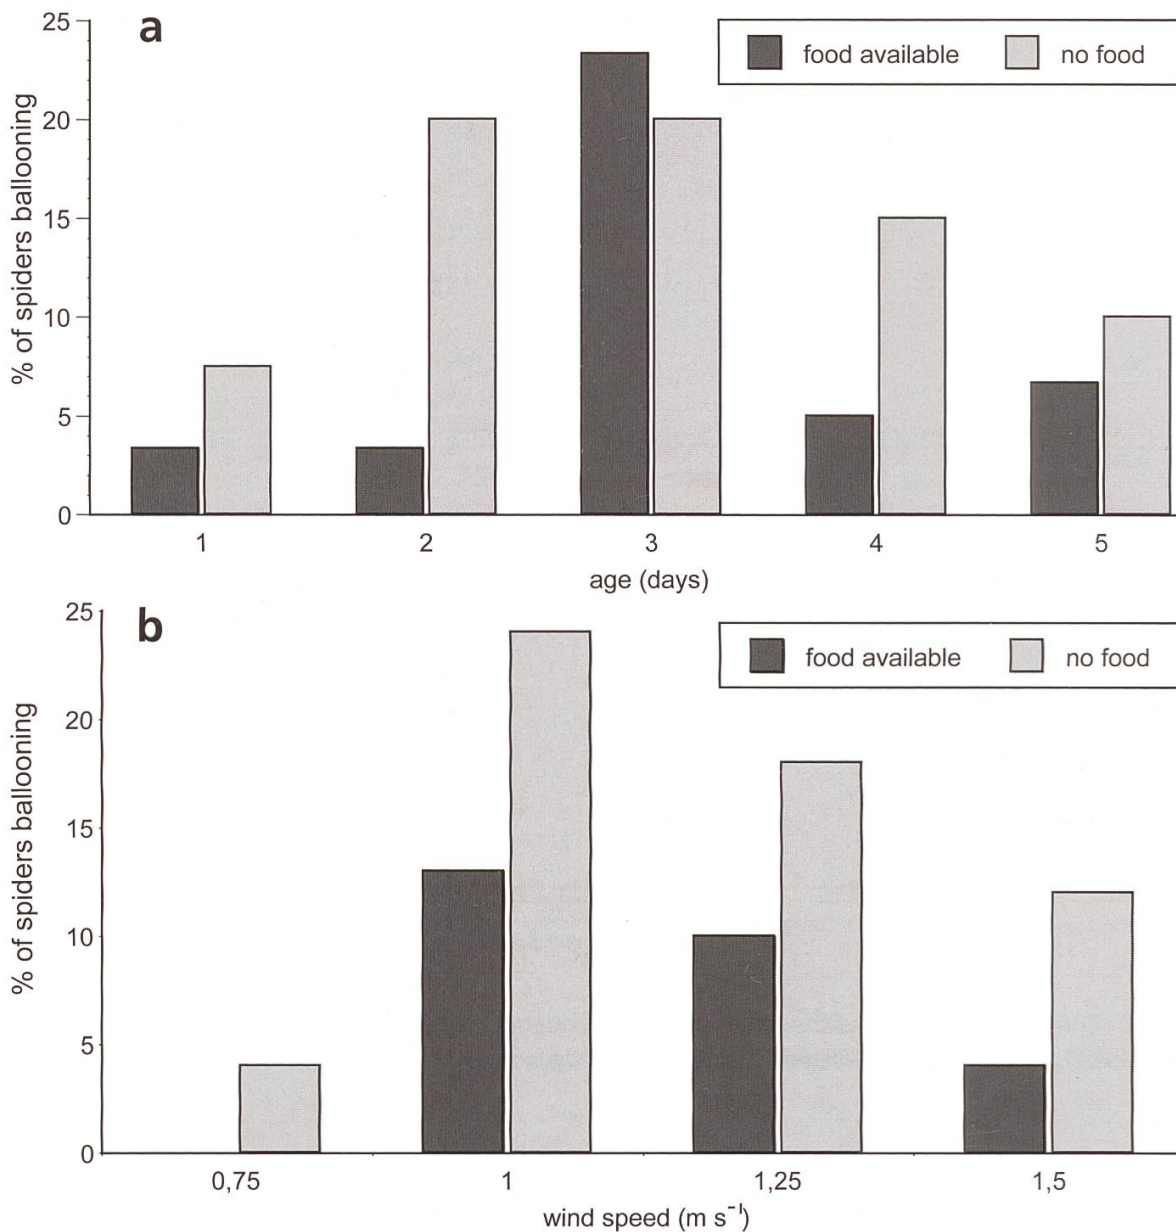 a
food available no food
25
20
15
10
5
0
% of spiders ballooning
1 2 3 4 5
age (days)
b
food available no food
25
20
15
10
5
0
% of spiders ballooning
0,75 1 1,25 1,5
wind speed (m s⁻¹)